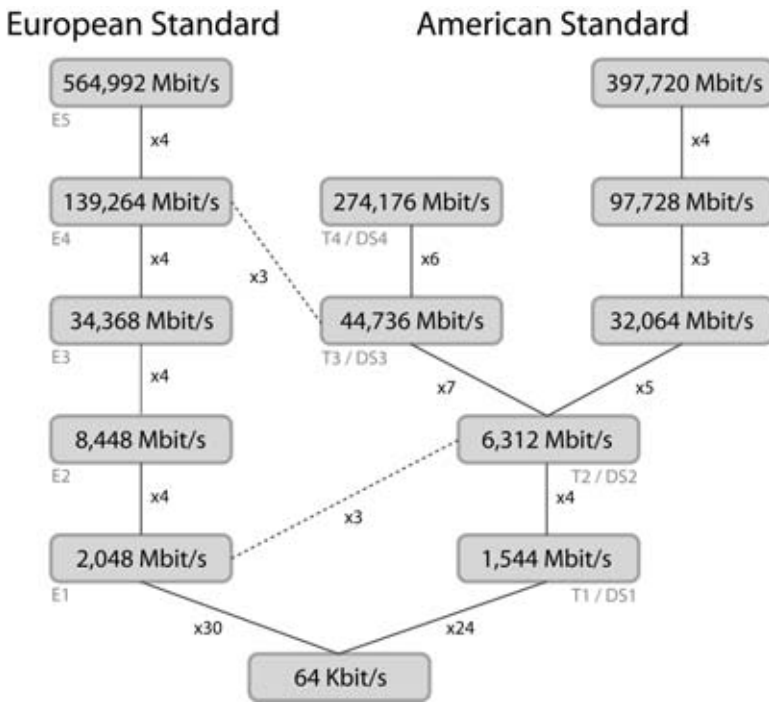 European Standard
American Standard
564,992 Mbit/s
397,720 Mbit/s
E5
x4
x4
139,264 Mbit/s
274,176 Mbit/s
97,728 Mbit/s
E4
T4 / DS4
x4
x3
x6
x3
34,368 Mbit/s
44,736 Mbit/s
32,064 Mbit/s
E3
T3 / DS3
x4
x7
x5
8,448 Mbit/s
6,312 Mbit/s
E2
T2 / DS2
x4
x3
x4
2,048 Mbit/s
1,544 Mbit/s
E1
T1 / DS1
x30
x24
64 Kbit/s